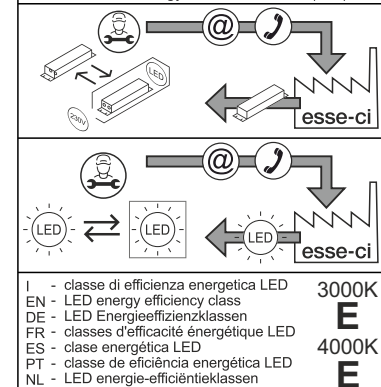 @
LED
230V
esse-ci
@
LED
LED
LED
esse-ci
I - classe di efficienza energetica LED
EN - LED energy efficiency class
DE - LED Energieeffizienzklassen
FR - classes d'efficacité énergétique LED
ES - clase energética LED
PT - classe de eficiência energética LED
NL - LED energie-efficiëntieklassen
3000K
E
4000K
E